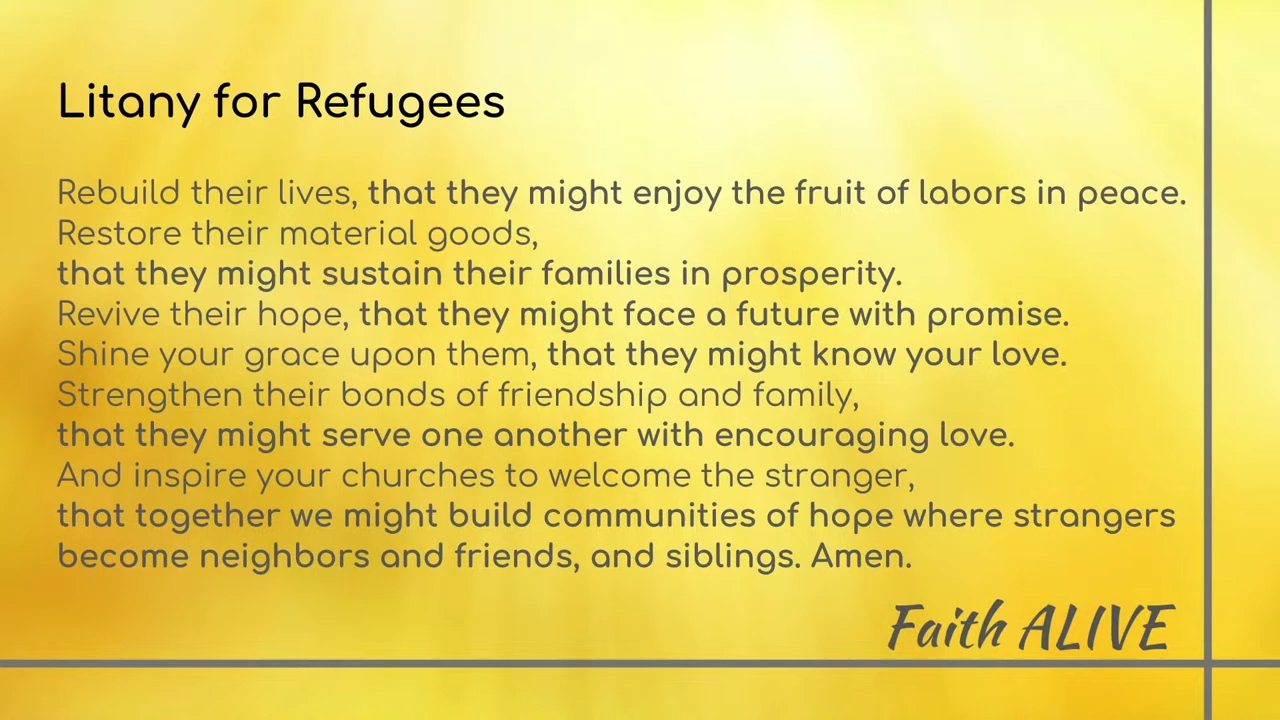 Litany for Refugees
Rebuild their lives, that they might enjoy the fruit of labors in peace.
Restore their material goods,
that they might sustain their families in prosperity.
Revive their hope, that they might face a future with promise.
Shine your grace upon them, that they might know your love.
Strengthen their bonds of friendship and family,
that they might serve one another with encouraging love.
And inspire your churches to welcome the stranger,
that together we might build communities of hope where strangers
become neighbors and friends, and siblings. Amen.
Faith ALIVE